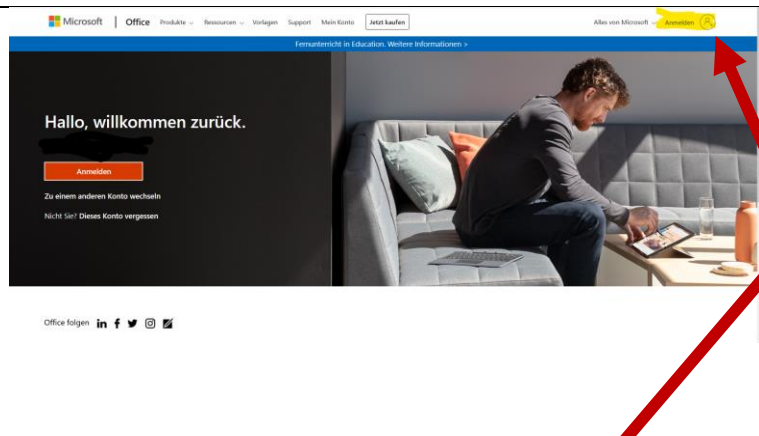 Microsoft | Office Produkte Ressourcen Vorlagen Support Mein Konto Jetzt kaufen Alles von Microsoft Anmelden
Fernunterricht in Education. Weitere Informationen >
Hallo, willkommen zurück.
Anmelden
Zu einem anderen Konto wechseln
Nicht Sie? Dieses Konto vergessen
Office folgen